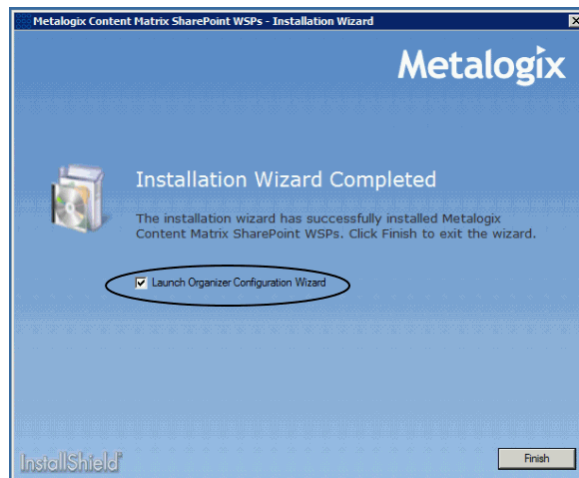 Metalogix Content Matrix SharePoint WSPs - Installation Wizard
Metalogix
Installation Wizard Completed
The installation wizard has successfully installed Metalogix
Content Matrix SharePoint WSPs. Click Finish to exit the wizard.
Launch Organizer Configuration Wizard
InstallShield
Finish